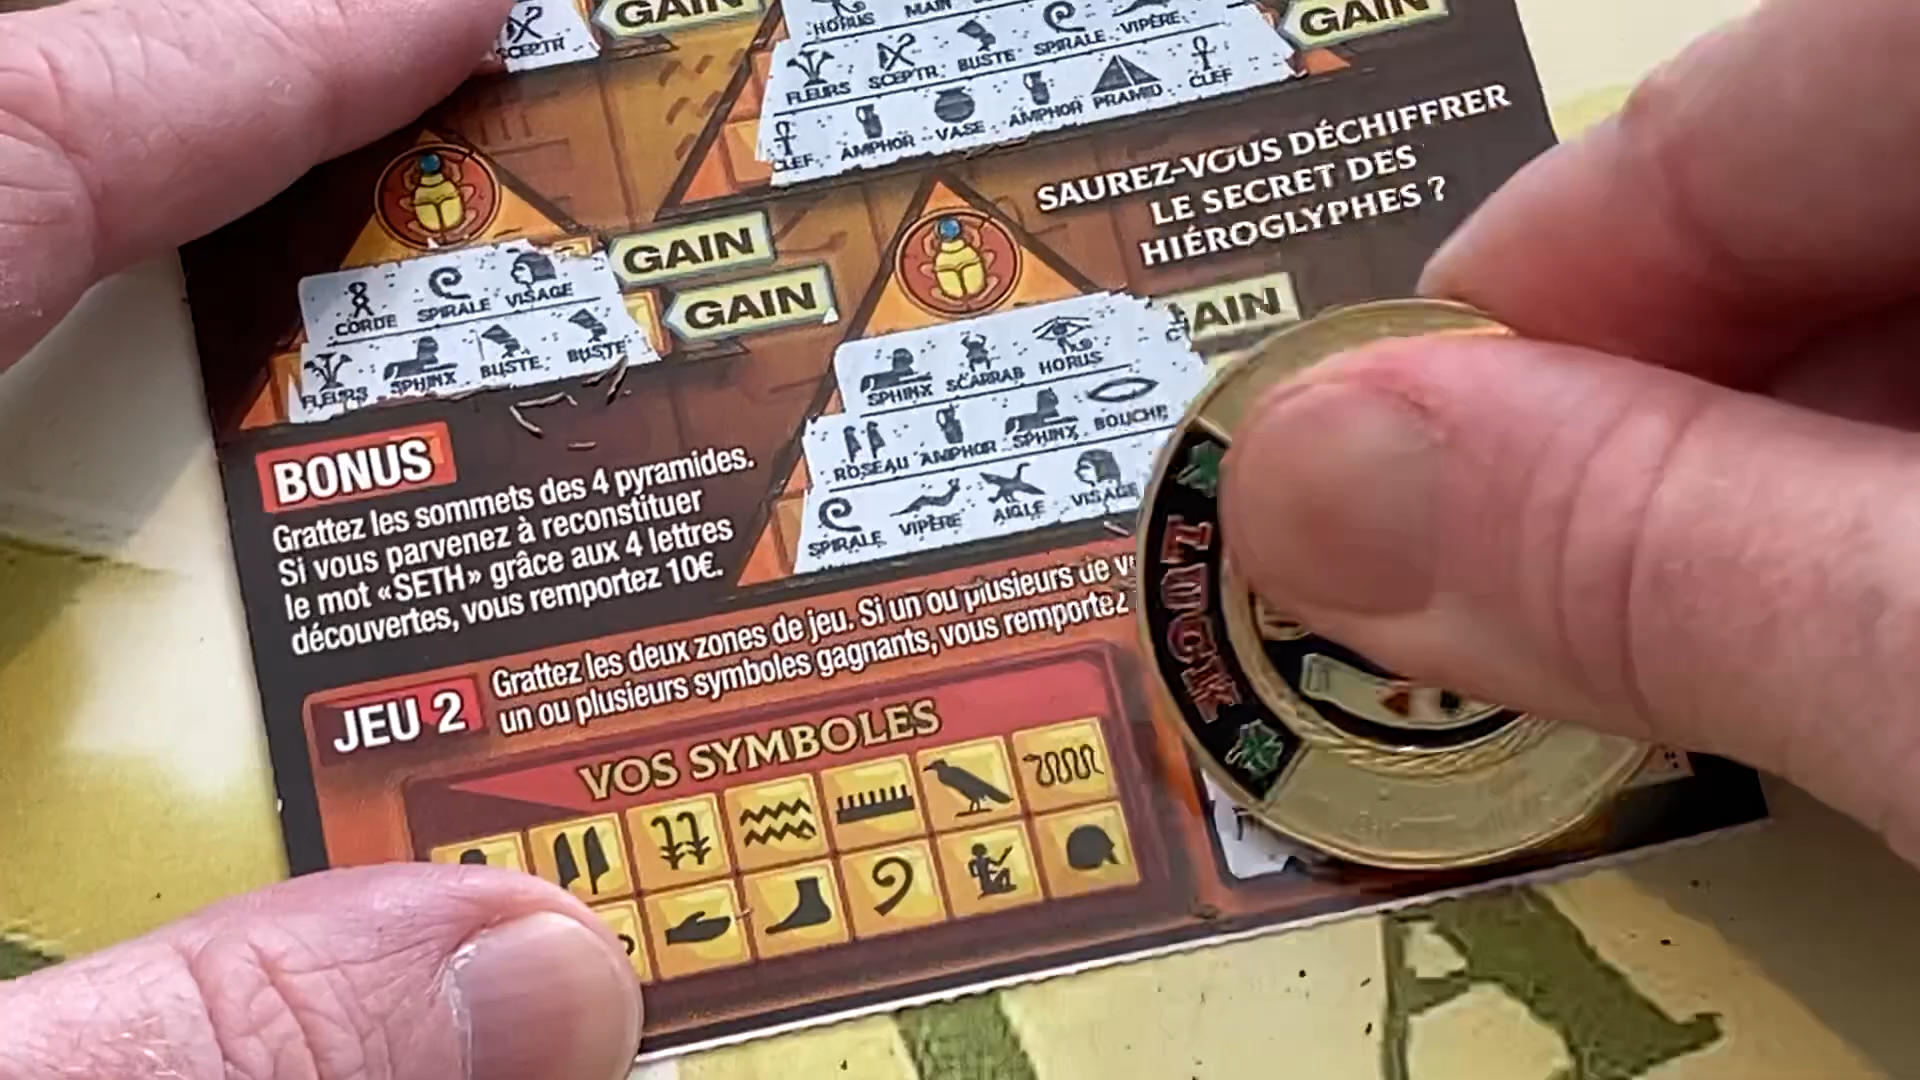 SCEPTR
GAIN
HORUS MAIN
FLEURS SCEPTR BUSTE SPIRALE VIPÈRE
CLEF AMPHOR VASE AMPHOR PRAMID CLEF
GAIN
SAUREZ-VOUS DÉCHIFFRER
LE SECRET DES
HIÉROGLYPHES ?
CORDE SPIRALE VISAGE
FLEURS SPHINX BUSTE BUSTE
GAIN
GAIN
GAIN
SPHINX SCARAB HORUS
ROSEAU AMPHOR SPHINX BOUCHE
SPIRALE VIPÈRE AIGLE VISAGE
BONUS
Grattez les sommets des 4 pyramides.
Si vous parvenez à reconstituer
le mot «SETH» grâce aux 4 lettres
découvertes, vous remportez 10€.
JEU 2
Grattez les deux zones de jeu. Si un ou plusieurs de v
un ou plusieurs symboles gagnants, vous remportez
VOS SYMBOLES
LUCK